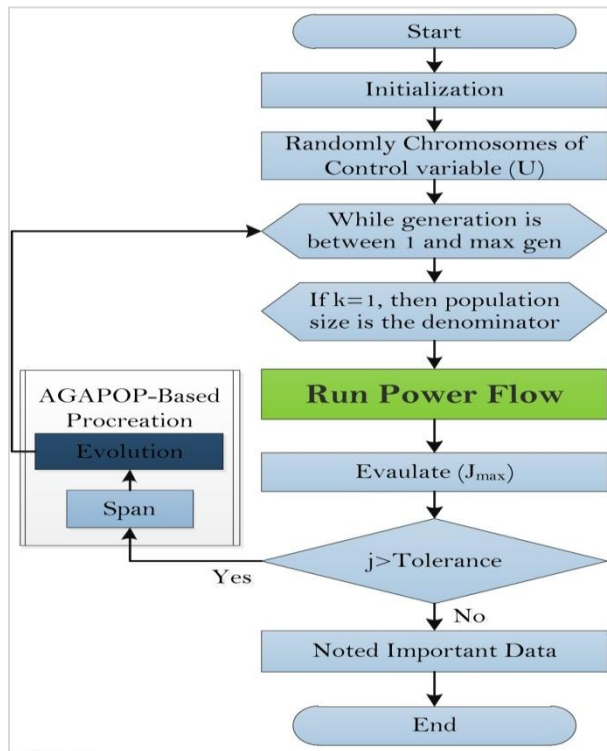 Start
Initialization
Randomly Chromosomes of
Control variable (U)
While generation is
between 1 and max gen
If k=1, then population
size is the denominator
Run Power Flow
AGAPOP-Based
Procreation
Evolution
Span
Evaulate (Jmax)
j>Tolerance
Yes
No
Noted Important Data
End